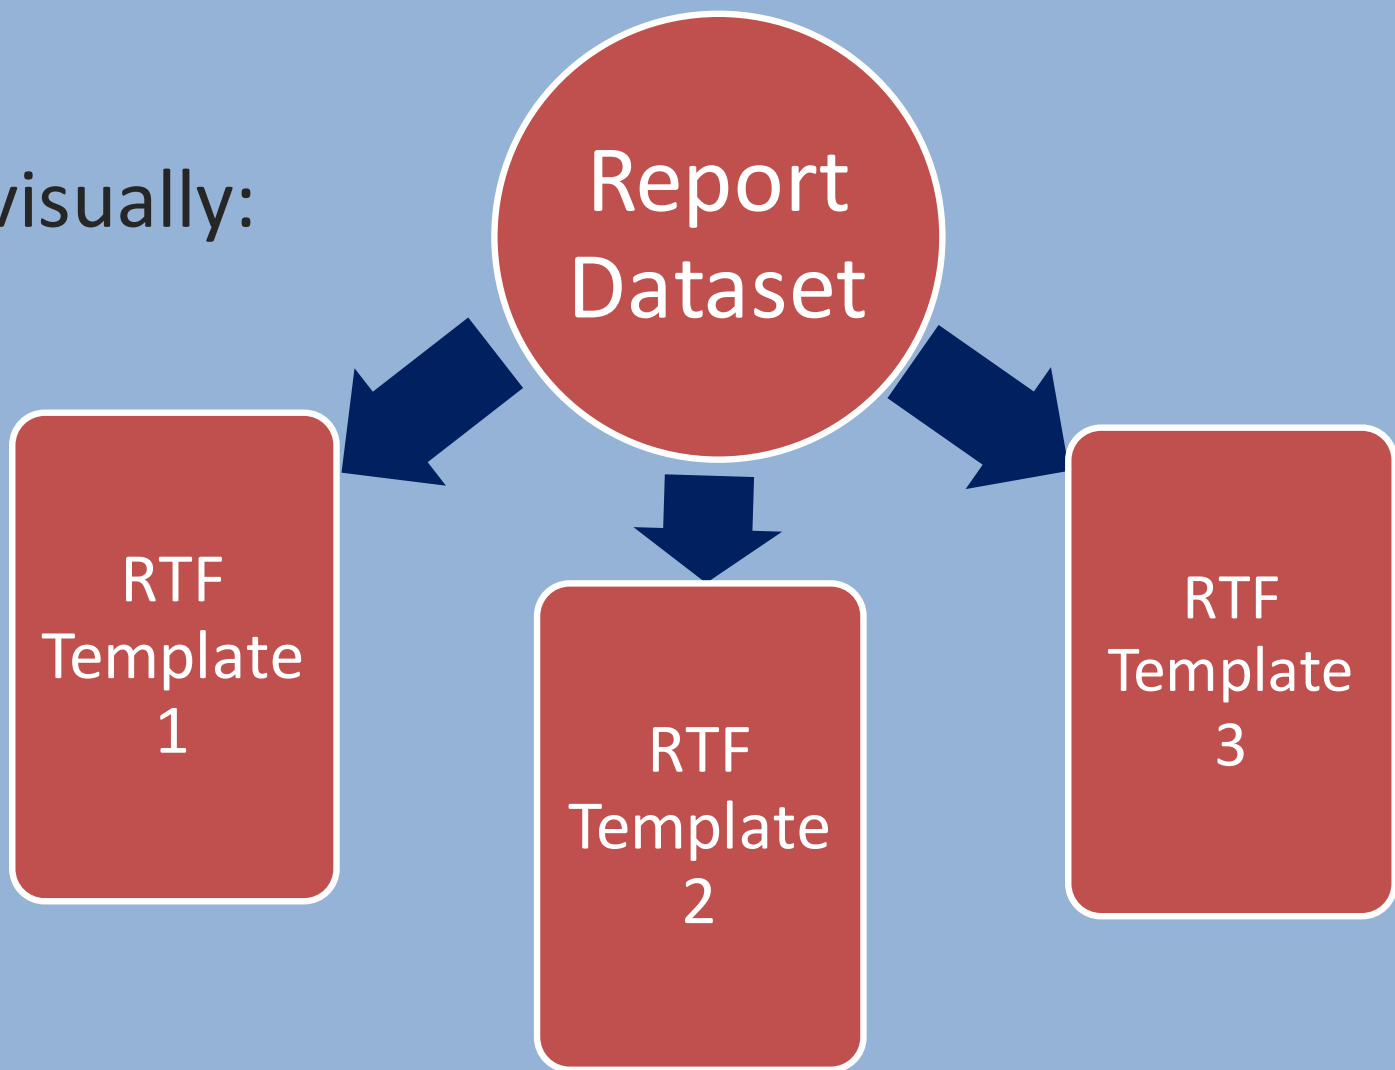 visually:
Report
Dataset
RTF
Template
1
RTF
Template
2
RTF
Template
3